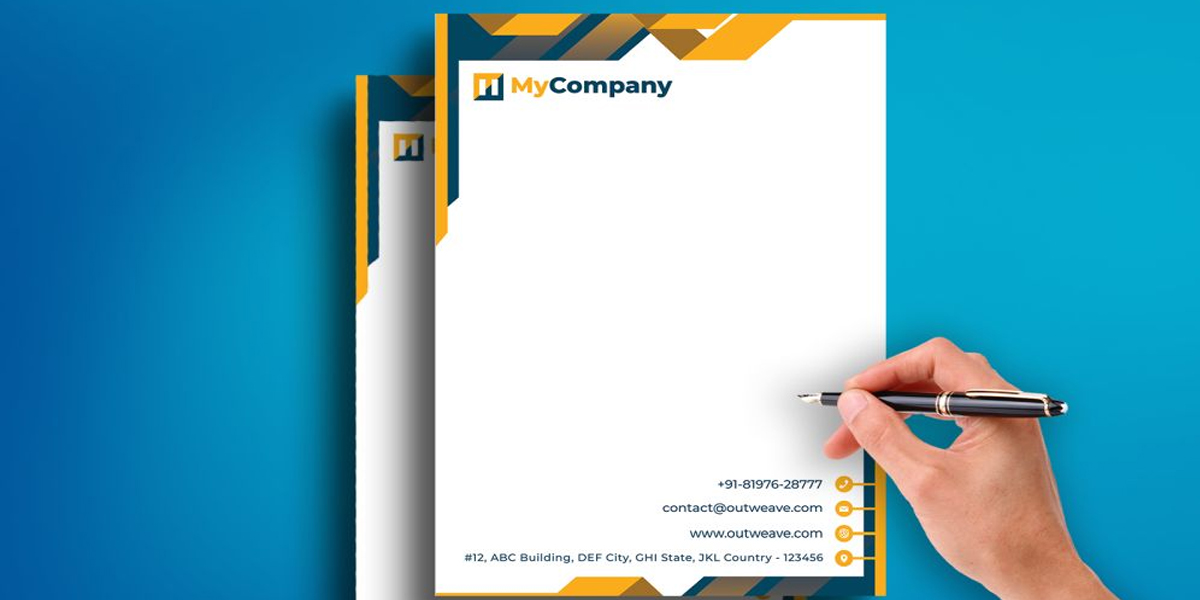 MyCompany
+91-81976-28777
contact@outweave.com
www.outweave.com
#12, ABC Building, DEF City, GHI State, JKL Country - 123456